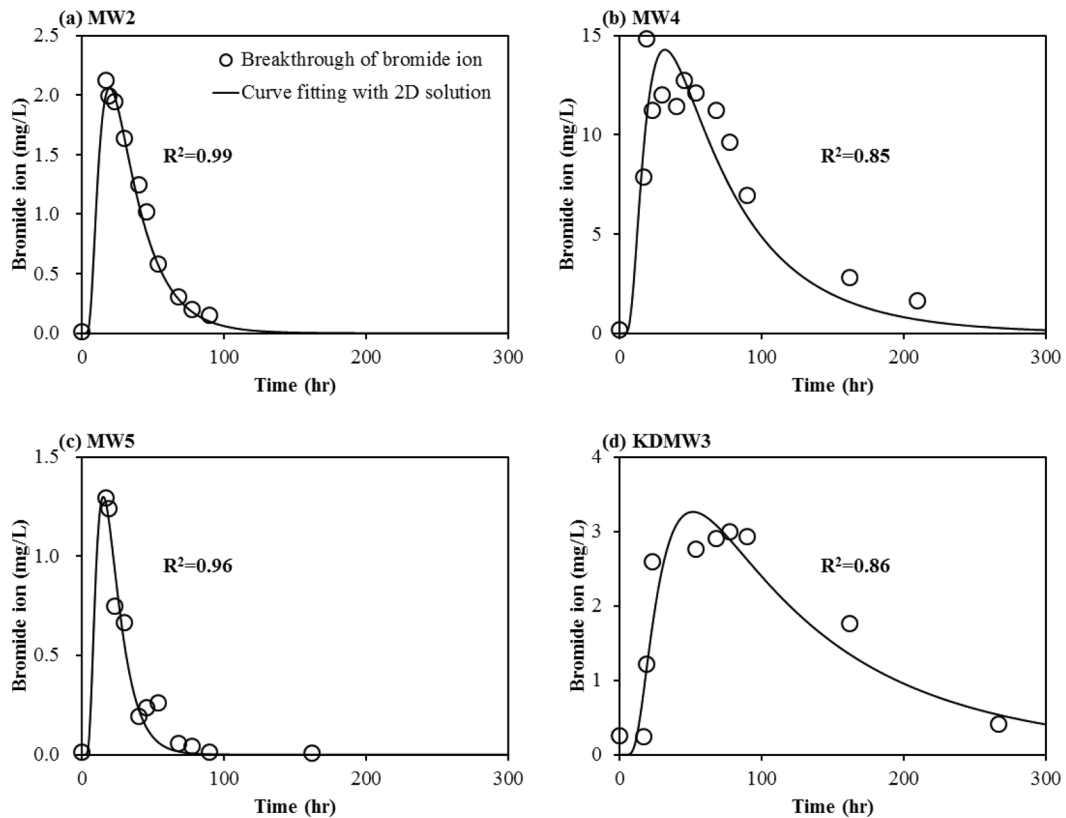 (a) MW2
2.5
2.0
1.5
1.0
0.5
0.0
0
100
200
300
Bromide ion (mg/L)
Time (hr)
Breakthrough of bromide ion
Curve fitting with 2D solution
R²=0.99
(b) MW4
15
10
5
0
0
100
200
300
Bromide ion (mg/L)
Time (hr)
R²=0.85
(c) MW5
1.5
1.0
0.5
0.0
0
100
200
300
Bromide ion (mg/L)
Time (hr)
R²=0.96
(d) KDMW3
4
3
2
1
0
0
100
200
300
Bromide ion (mg/L)
Time (hr)
R²=0.86